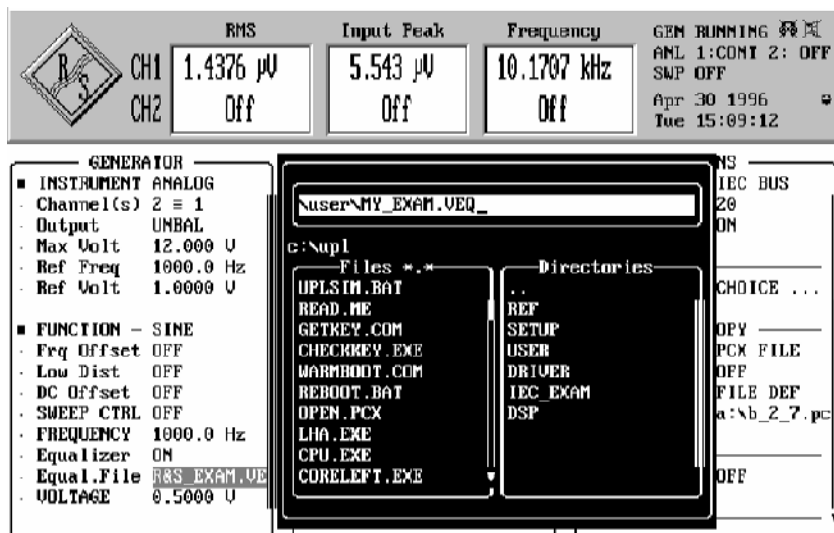 RMS Input Peak Frequency GEN RUNNING
R&S CH1 1.4376 µV 5.543 µV 10.1707 kHz ANL 1:CONT 2: OFF
SWP OFF
CH2 Off Off Off Apr 30 1996
Tue 15:09:12
GENERATOR
INSTRUMENT ANALOG
Channel(s) 2 ≡ 1
Output UNBAL
Max Volt 12.000 V
Ref Freq 1000.0 Hz
Ref Volt 1.0000 V
FUNCTION - SINE
Frq Offset OFF
Low Dist OFF
DC Offset OFF
SWEEP CTRL OFF
FREQUENCY 1000.0 Hz
Equalizer ON
Equal.File R&S_EXAM.VE
VOLTAGE 0.5000 V
\user\MY_EXAM.VEQ_
c:\upl
Files *.*
UPLSIM.BAT
READ.ME
GETKEY.COM
CHECKKEY.EXE
WARMBOOT.COM
REBOOT.BAT
OPEN.PCX
LHA.EXE
CPU.EXE
CORELEFT.EXE
Directories
..
REF
SETUP
USER
DRIVER
IEC_EXAM
DSP
NS
IEC BUS
20
ON
CHOICE ...
OPY
PCX FILE
OFF
FILE DEF
a:\b_2_7.pc
OFF